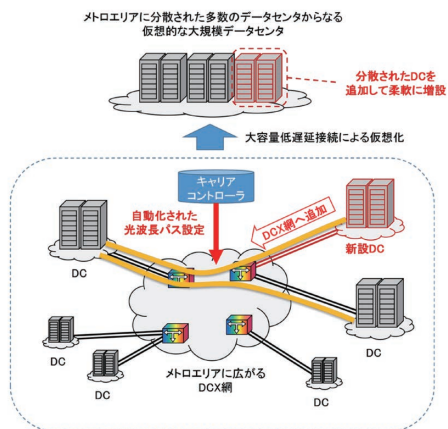 メトロエリアに分散された多数のデータセンタからなる
仮想的な大規模データセンタ
分散されたDCを
追加して柔軟に増設
大容量低遅延接続による仮想化
キャリア
コントローラ
自動化された
光波長パス設定
DCX網へ追加
新設DC
DC
DC
DC
メトロエリアに広がる
DCX網
DC
DC